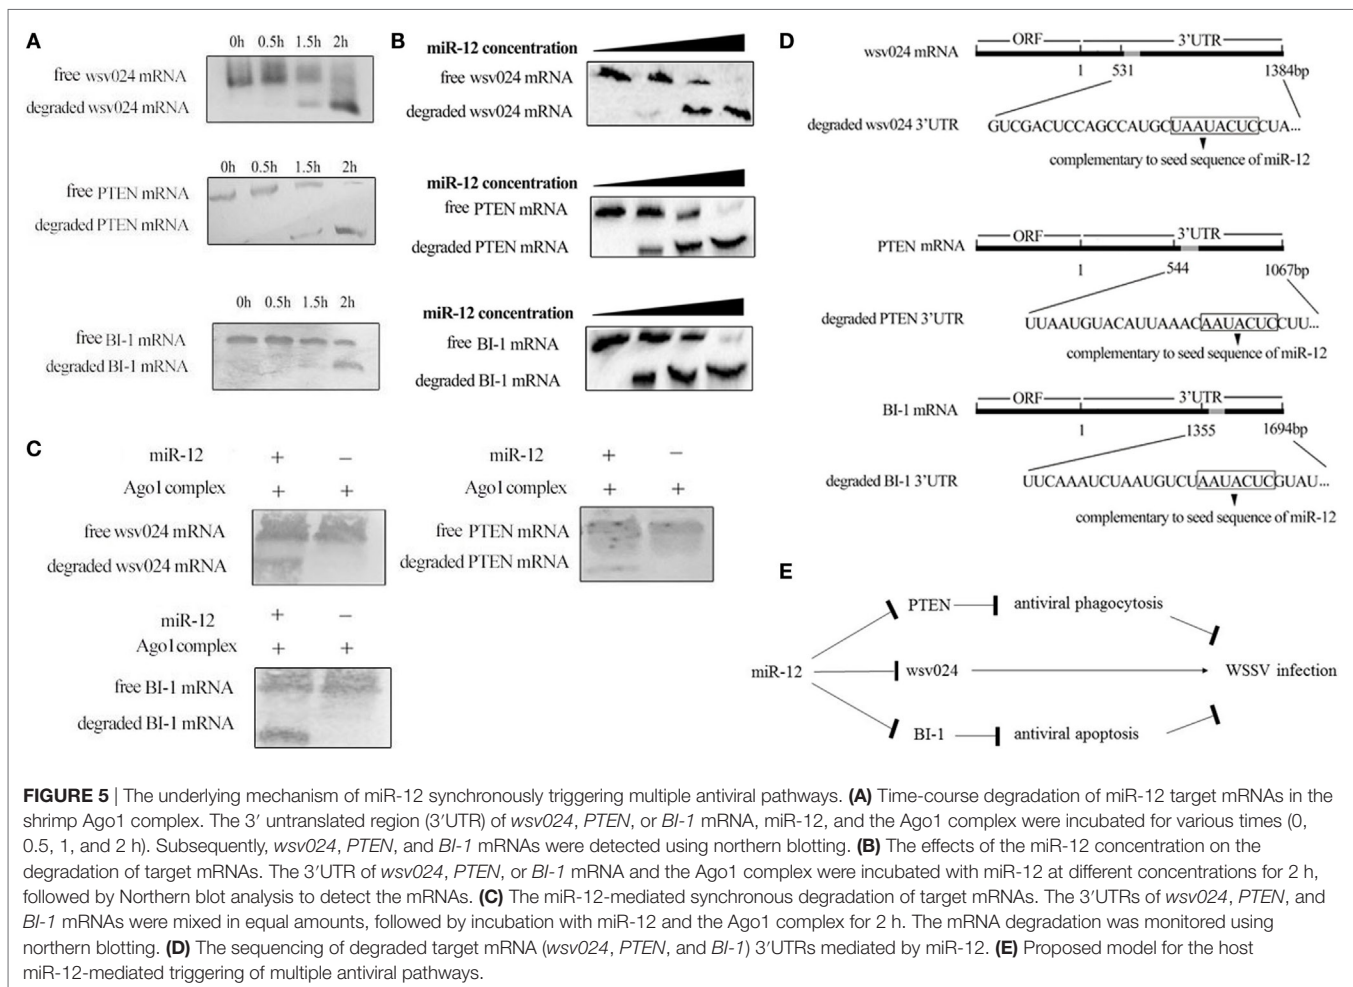 A
0h 0.5h 1.5h 2h
free wsv024 mRNA
degraded wsv024 mRNA
0h 0.5h 1.5h 2h
free PTEN mRNA
degraded PTEN mRNA
0h 0.5h 1.5h 2h
free BI-1 mRNA
degraded BI-1 mRNA
B
miR-12 concentration
free wsv024 mRNA
degraded wsv024 mRNA
miR-12 concentration
free PTEN mRNA
degraded PTEN mRNA
miR-12 concentration
free BI-1 mRNA
degraded BI-1 mRNA
C
miR-12 + −
Ago1 complex + +
free wsv024 mRNA
degraded wsv024 mRNA
miR-12 + −
Ago1 complex + +
free PTEN mRNA
degraded PTEN mRNA
miR-12 + −
Ago1 complex + +
free BI-1 mRNA
degraded BI-1 mRNA
D
ORF 3'UTR
wsv024 mRNA
1 531 1384bp
degraded wsv024 3'UTR GUCGACUCCAGCCAUGCUAAUACUCCUA...
complementary to seed sequence of miR-12
ORF 3'UTR
PTEN mRNA
1 544 1067bp
degraded PTEN 3'UTR UUAAUGUACAUUAAACAAUACUCCUU...
complementary to seed sequence of miR-12
ORF 3'UTR
BI-1 mRNA
1 1355 1694bp
degraded BI-1 3'UTR UUCAAAUCUAAUGUCUAAUACUCGUAU...
complementary to seed sequence of miR-12
E
PTEN antiviral phagocytosis
miR-12 wsv024 WSSV infection
BI-1 antiviral apoptosis
FIGURE 5 | The underlying mechanism of miR-12 synchronously triggering multiple antiviral pathways. (A) Time-course degradation of miR-12 target mRNAs in the
shrimp Ago1 complex. The 3′ untranslated region (3′UTR) of wsv024, PTEN, or BI-1 mRNA, miR-12, and the Ago1 complex were incubated for various times (0,
0.5, 1, and 2 h). Subsequently, wsv024, PTEN, and BI-1 mRNAs were detected using northern blotting. (B) The effects of the miR-12 concentration on the
degradation of target mRNAs. The 3′UTR of wsv024, PTEN, or BI-1 mRNA and the Ago1 complex were incubated with miR-12 at different concentrations for 2 h,
followed by Northern blot analysis to detect the mRNAs. (C) The miR-12-mediated synchronous degradation of target mRNAs. The 3′UTRs of wsv024, PTEN, and
BI-1 mRNAs were mixed in equal amounts, followed by incubation with miR-12 and the Ago1 complex for 2 h. The mRNA degradation was monitored using
northern blotting. (D) The sequencing of degraded target mRNA (wsv024, PTEN, and BI-1) 3′UTRs mediated by miR-12. (E) Proposed model for the host
miR-12-mediated triggering of multiple antiviral pathways.